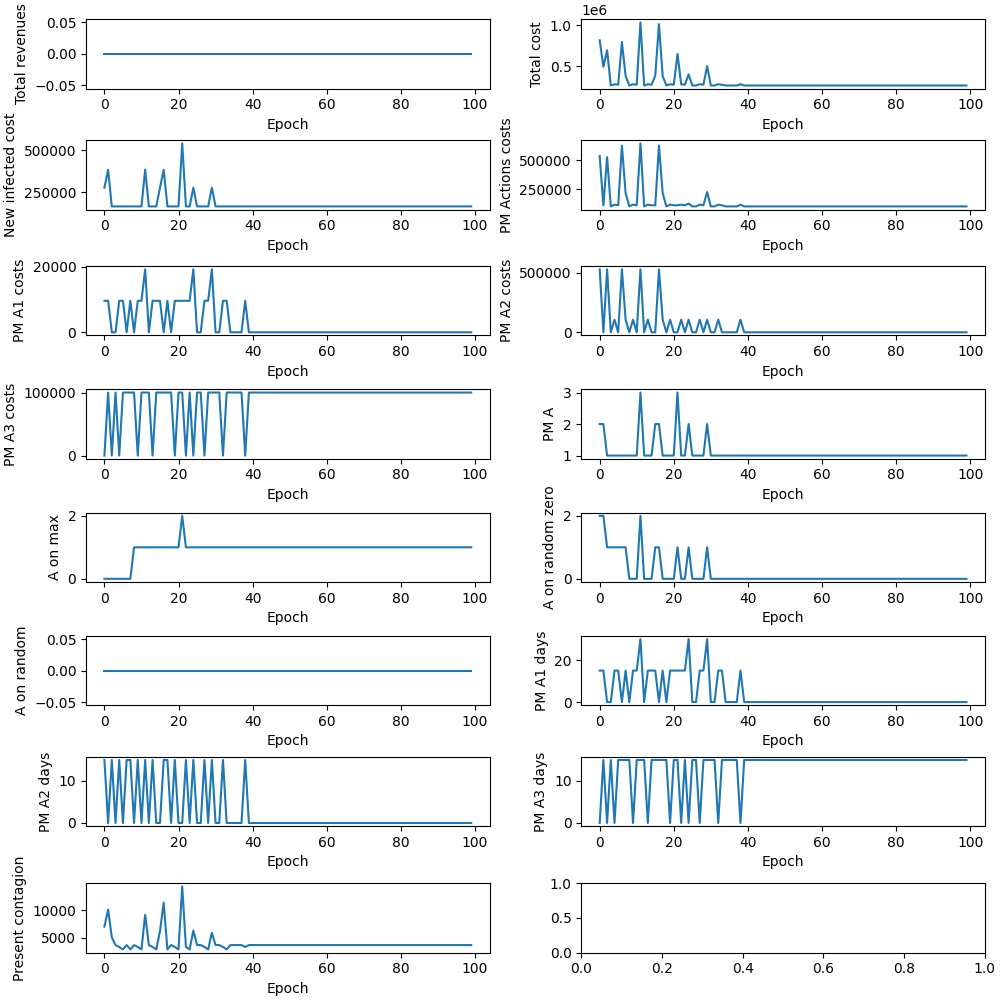 Total revenues
0.05
0.00
−0.05
0 20 40 60 80 100
Epoch
1e6
Total cost
1.0
0.5
0 20 40 60 80 100
Epoch
New infected cost
500000
250000
0 20 40 60 80 100
Epoch
PM Actions costs
500000
250000
0 20 40 60 80 100
Epoch
PM A1 costs
20000
0
0 20 40 60 80 100
Epoch
PM A2 costs
500000
0
0 20 40 60 80 100
Epoch
PM A3 costs
100000
0
0 20 40 60 80 100
Epoch
PM A
3
2
1
0 20 40 60 80 100
Epoch
A on max
2
0
0 20 40 60 80 100
Epoch
A on random zero
2
0
0 20 40 60 80 100
Epoch
A on random
0.05
0.00
−0.05
0 20 40 60 80 100
Epoch
PM A1 days
20
0
0 20 40 60 80 100
Epoch
PM A2 days
10
0
0 20 40 60 80 100
Epoch
PM A3 days
10
0
0 20 40 60 80 100
Epoch
Present contagion
10000
5000
0 20 40 60 80 100
Epoch
1.0
0.5
0.0
0.0 0.2 0.4 0.6 0.8 1.0